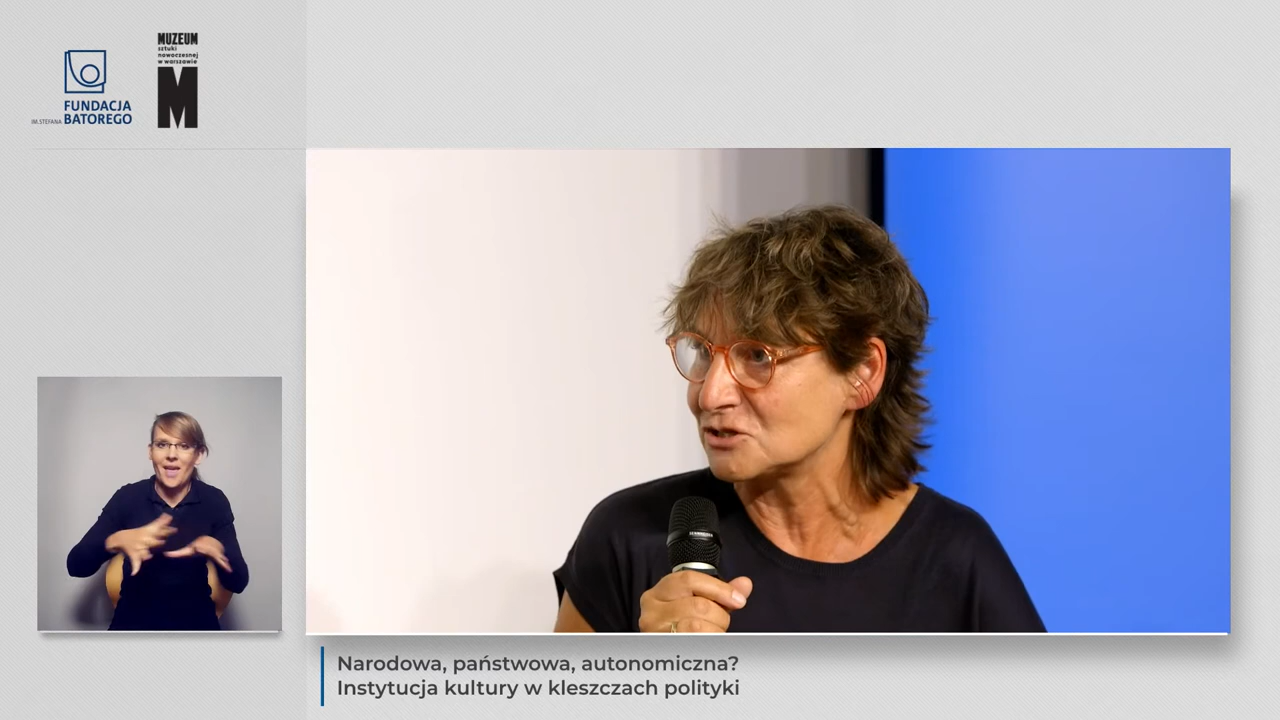 MUZEUM
sztuki
nowoczesnej
w warszawie
M
FUNDACJA
IM. STEFANA BATOREGO
Narodowa, państwowa, autonomiczna?
Instytucja kultury w kleszczach polityki